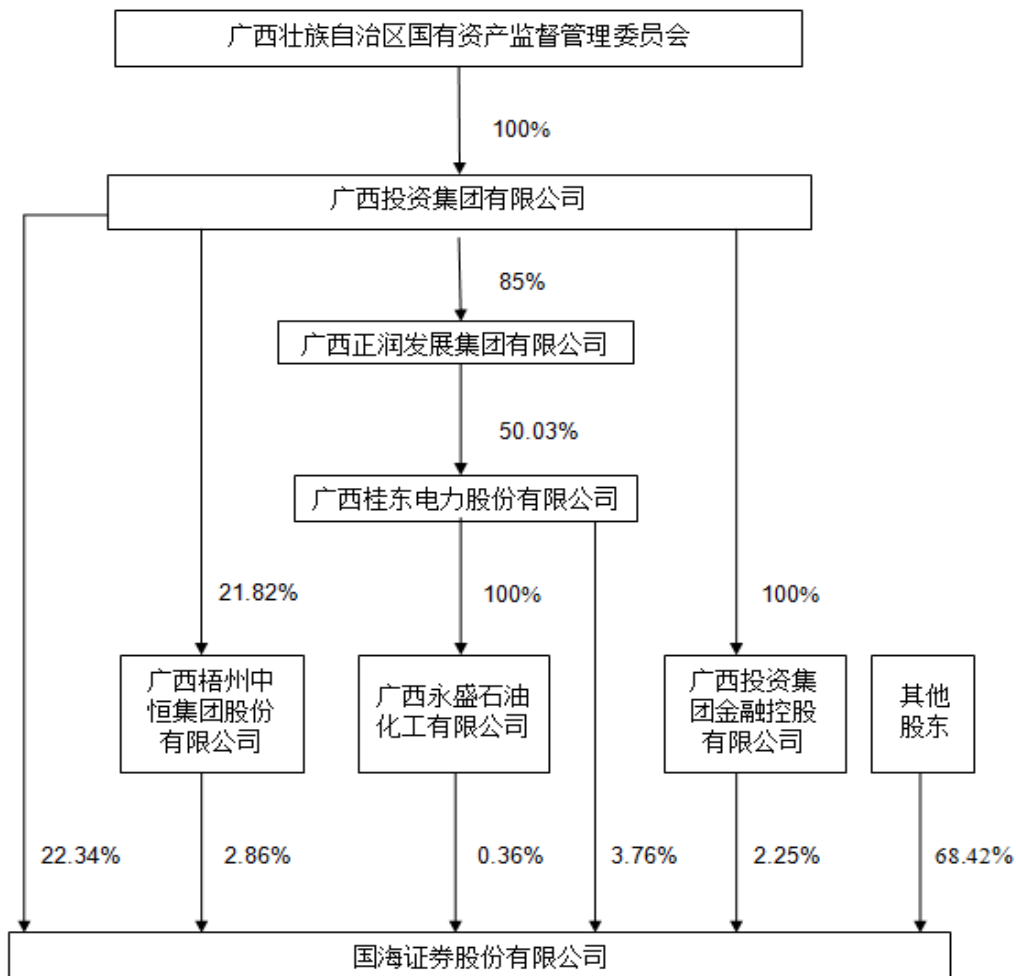 广西壮族自治区国有资产监督管理委员会
100%
广西投资集团有限公司
85%
广西正润发展集团有限公司
50.03%
广西桂东电力股份有限公司
21.82%
100%
100%
广西梧州中
恒集团股份
有限公司
广西永盛石油
化工有限公司
广西投资集
团金融控股
有限公司
其他
股东
22.34%
2.86%
0.36%
3.76%
2.25%
68.42%
国海证券股份有限公司